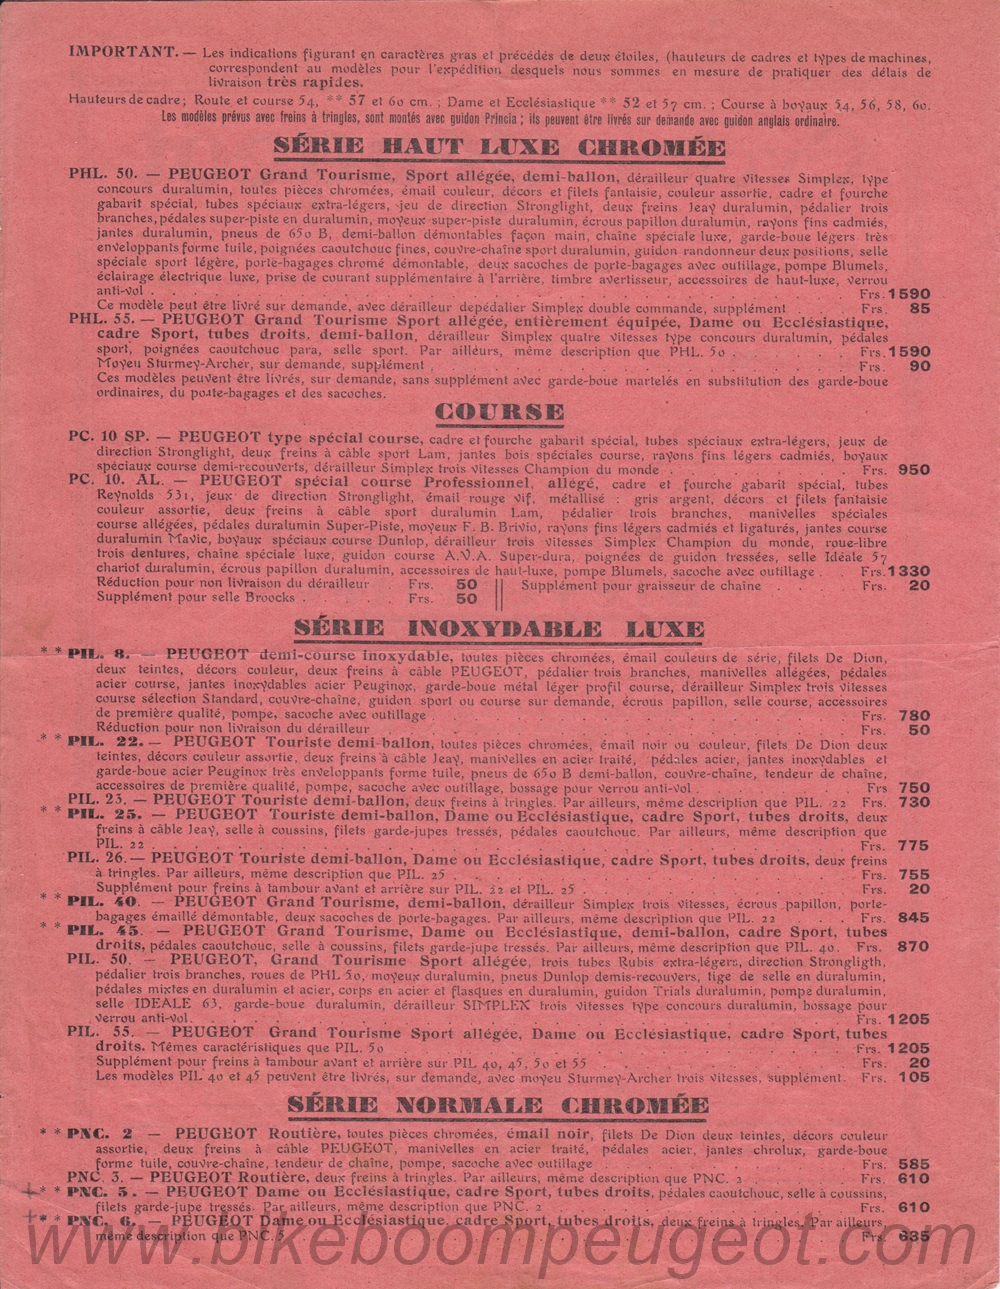 IMPORTANT. — Les indications figurant en caractères gras et précédés de deux étoiles, (hauteurs de cadres et types de machines,
correspondent au modèles pour l'expédition desquels nous sommes en mesure de pratiquer des délais de
livraison très rapides.
Hauteurs de cadre; Route et course 54, ** 57 et 60 cm. ; Dame et Ecclésiastique ** 52 et 57 cm. ; Course à boyaux 54, 56, 58, 60.
Les modèles prévus avec freins à tringles, sont montés avec guidon Princia ; ils peuvent être livrés sur demande avec guidon anglais ordinaire.
SÉRIE HAUT LUXE CHROMÉE
PHL. 50. — PEUGEOT Grand Tourisme, Sport allégée, demi-ballon, dérailleur quatre vitesses Simplex, type
concours duralumin, toutes pièces chromées, émail couleur, décors et filets fantaisie, couleur assortie, cadre et fourche
gabarit spécial, tubes spéciaux extra-légers, jeu de direction Stronglight, deux freins Jeay duralumin, pédalier trois
branches, pédales super-piste en duralumin, moyeux super-piste duralumin, écrous papillon duralumin, rayons fins cadmiés,
jantes duralumin, pneus de 650 B, demi-ballon démontables façon main, chaîne spéciale luxe, garde-boue légers très
enveloppants forme tuile, poignées caoutchouc fines, couvre-chaîne sport duralumin, guidon randonneur deux positions, selle
spéciale sport légère, porte-bagages chromé démontable, deux sacoches de porte-bagages avec outillage, pompe Blumels,
éclairage électrique luxe, prise de courant supplémentaire à l'arrière, timbre avertisseur, accessoires de haut-luxe, verrou
anti-vol . . . Frs. 1590
Ce modèle peut être livré sur demande, avec dérailleur depédalier Simplex double commande, supplément . . . Frs. 85
PHL. 55. — PEUGEOT Grand Tourisme Sport allégée, entièrement équipée, Dame ou Ecclésiastique,
cadre Sport, tubes droits, demi-ballon, dérailleur Simplex quatre vitesses type concours duralumin, pédales
sport, poignées caoutchouc para, selle sport. Par ailleurs, même description que PHL. 50 . . . Frs. 1590
Moyeu Sturmey-Archer, sur demande, supplément . . . Frs. 90
Ces modèles peuvent être livrés, sur demande, sans supplément avec garde-boue martelés en substitution des garde-boue
ordinaires, du porte-bagages et des sacoches.
COURSE
PC. 10 SP. — PEUGEOT type spécial course, cadre et fourche gabarit spécial, tubes spéciaux extra-légers, jeux de
direction Stronglight, deux freins à câble sport Lam, jantes bois spéciales course, rayons fins légers cadmiés, boyaux
spéciaux course demi-recouverts, dérailleur Simplex trois vitesses Champion du monde . . . Frs. 950
PC. 10. AL. — PEUGEOT spécial course Professionnel, allégé, cadre et fourche gabarit spécial, tubes
Reynolds 531, jeux de direction Stronglight, émail rouge vif, métallisé : gris argent, décors et filets fantaisie
couleur assortie, deux freins à câble sport duralumin Lam, pédalier trois branches, manivelles spéciales
course allégées, pédales duralumin Super-Piste, moyeux F. B. Brivio, rayons fins légers cadmiés et ligaturés, jantes course
duralumin Mavic, boyaux spéciaux course Dunlop, dérailleur trois vitesses Simplex Champion du monde, roue-libre
trois dentures, chaîne spéciale luxe, guidon course A.V.A. Super-dura, poignées de guidon tressées, selle Idéale 57
chariot duralumin, écrous papillon duralumin, accessoires de haut-luxe, pompe Blumels, sacoche avec outillage . . . Frs. 1330
Réduction pour non livraison du dérailleur Frs. 50 || Supplément pour graisseur de chaîne . . . Frs. 20
Supplément pour selle Broocks . . . Frs. 50
SÉRIE INOXYDABLE LUXE
** PIL. 8. — PEUGEOT demi-course inoxydable, toutes pièces chromées, émail couleurs de série, filets De Dion,
deux teintes, décors couleur, deux freins à câble PEUGEOT, pédalier trois branches, manivelles allégées, pédales
acier course, jantes inoxydables acier Peuginox, garde-boue métal léger profil course, dérailleur Simplex trois vitesses
course sélection Standard, couvre-chaîne, guidon sport ou course sur demande, écrous papillon, selle course, accessoires
de première qualité, pompe, sacoche avec outillage . . . Frs. 780
Réduction pour non livraison du dérailleur . . . Frs. 50
** PIL. 22. — PEUGEOT Touriste demi-ballon, toutes pièces chromées, émail noir ou couleur, filets De Dion deux
teintes, décors couleur assortie, deux freins à câble Jeay, manivelles en acier traité, pédales acier, jantes inoxydables et
garde-boue acier Peuginox très enveloppants forme tuile, pneus de 650 B demi-ballon, couvre-chaîne, tendeur de chaîne,
accessoires de première qualité, pompe, sacoche avec outillage, bossage pour verrou anti-vol . . . Frs 750
PIL. 23. — PEUGEOT Touriste demi-ballon, deux freins à tringles. Par ailleurs, même description que PIL. 22 Frs. 730
** PIL. 25. — PEUGEOT Touriste demi-ballon, Dame ou Ecclésiastique, cadre Sport, tubes droits, deux
freins à câble Jeay, selle à coussins, filets garde-jupes tressés, pédales caoutchouc. Par ailleurs, même description que
PIL. 22 . . . Frs. 775
PIL. 26. — PEUGEOT Touriste demi-ballon, Dame ou Ecclésiastique, cadre Sport, tubes droits, deux freins
à tringles. Par ailleurs, même description que PIL. 25 . . . Frs. 755
Supplément pour freins à tambour avant et arrière sur PIL. 22 et PIL. 25 . . . Frs. 20
** PIL. 40. — PEUGEOT Grand Tourisme, demi-ballon, dérailleur Simplex trois vitesses, écrous papillon, porte-
bagages émaillé démontable, deux sacoches de porte-bagages. Par ailleurs, même description que PIL. 22 . . . Frs. 845
** PIL. 45. — PEUGEOT Grand Tourisme, Dame ou Ecclésiastique, demi-ballon, cadre Sport, tubes
droits, pédales caoutchouc, selle à coussins, filets garde-jupe tressés. Par ailleurs, même description que PIL. 40. Frs. 870
PIL. 50. — PEUGEOT, Grand Tourisme Sport allégée, trois tubes Rubis extra-légers, direction Strongligth,
pédalier trois branches, roues de PHL 50, moyeux duralumin, pneus Dunlop demis-recouvers, tige de selle en duralumin,
pédales mixtes en duralumin et acier, corps en acier et flasques en duralumin, guidon Trials duralumin, pompe duralumin,
selle IDEALE 63, garde-boue duralumin, dérailleur SIMPLEX trois vitesses type concours duralumin, bossage pour
verrou anti-vol . . . Frs. 1205
PIL. 55. — PEUGEOT Grand Tourisme Sport allégée, Dame ou Ecclésiastique, cadre Sport, tubes
droits. Mêmes caractéristiques que PIL. 50 . . . Frs. 1205
Supplément pour freins à tambour avant et arrière sur PIL 40, 45, 50 et 55 . . . Frs. 20
Les modèles PIL 40 et 45 peuvent être livrés, sur demande, avec moyeu Sturmey-Archer trois vitesses, supplément. Frs. 105
SÉRIE NORMALE CHROMÉE
** PNC. 2 — PEUGEOT Routière, toutes pièces chromées, émail noir, filets De Dion deux teintes, décors couleur
assortie, deux freins à câble PEUGEOT, manivelles en acier traité, pédales acier, jantes chrolux, garde-boue
forme tuile, couvre-chaîne, tendeur de chaîne, pompe, sacoche avec outillage . . . Frs. 585
PNC. 3. — PEUGEOT Routière, deux freins à tringles. Par ailleurs, même description que PNC. 2 . . . Frs. 610
+ ** PNC. 5. — PEUGEOT Dame ou Ecclésiastique, cadre Sport, tubes droits, pédales caoutchouc, selle à coussins,
filets garde-jupe tressés. Par ailleurs, même description que PNC. 2 . . . Frs. 610
+ ** PNC. 6. — PEUGEOT Dame ou Ecclésiastique, cadre Sport, tubes droits, deux freins à tringles, Par ailleurs,
même description que PNC. 5 . . . Frs. 635
www.bikeboompeugeot.com